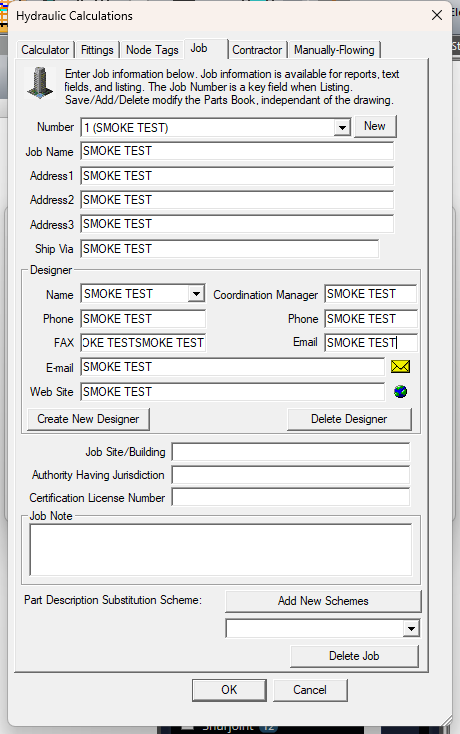 Hydraulic Calculations
Calculator Fittings Node Tags Job Contractor Manually-Flowing
Enter Job information below. Job information is available for reports, text
fields, and listing. The Job Number is a key field when Listing.
Save/Add/Delete modify the Parts Book, independant of the drawing.
Number 1 (SMOKE TEST) New
Job Name SMOKE TEST
Address1 SMOKE TEST
Address2 SMOKE TEST
Address3 SMOKE TEST
Ship Via SMOKE TEST
Designer
Name SMOKE TEST Coordination Manager SMOKE TEST
Phone SMOKE TEST Phone SMOKE TEST
FAX OKE TESTSMOKE TEST Email SMOKE TEST
E-mail SMOKE TEST
Web Site SMOKE TEST
Create New Designer Delete Designer
Job Site/Building
Authority Having Jurisdiction
Certification License Number
Job Note
Part Description Substitution Scheme: Add New Schemes
Delete Job
OK Cancel